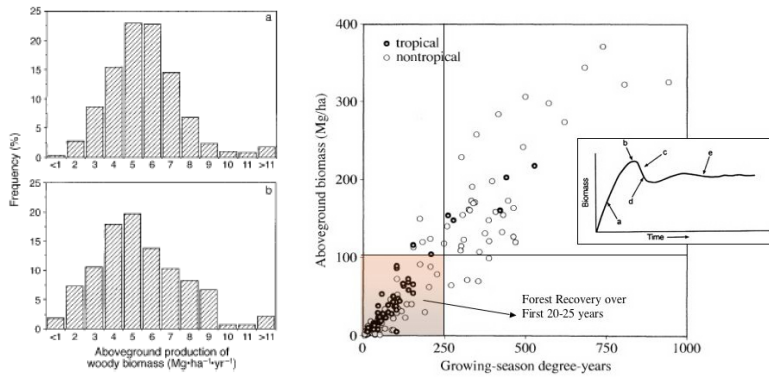 a
25
20
15
10
5
0
<1 2 3 4 5 6 7 8 9 10 11 >11
Frequency (%)
b
25
20
15
10
5
0
<1 2 3 4 5 6 7 8 9 10 11 >11
Aboveground production of
woody biomass (Mg•ha⁻¹•yr⁻¹)
400
300
200
100
0
Aboveground biomass (Mg/ha)
tropical
nontropical
Forest Recovery over
First 20-25 years
0 250 500 750 1000
Growing-season degree-years
Biomass
a
b
c
d
e
Time